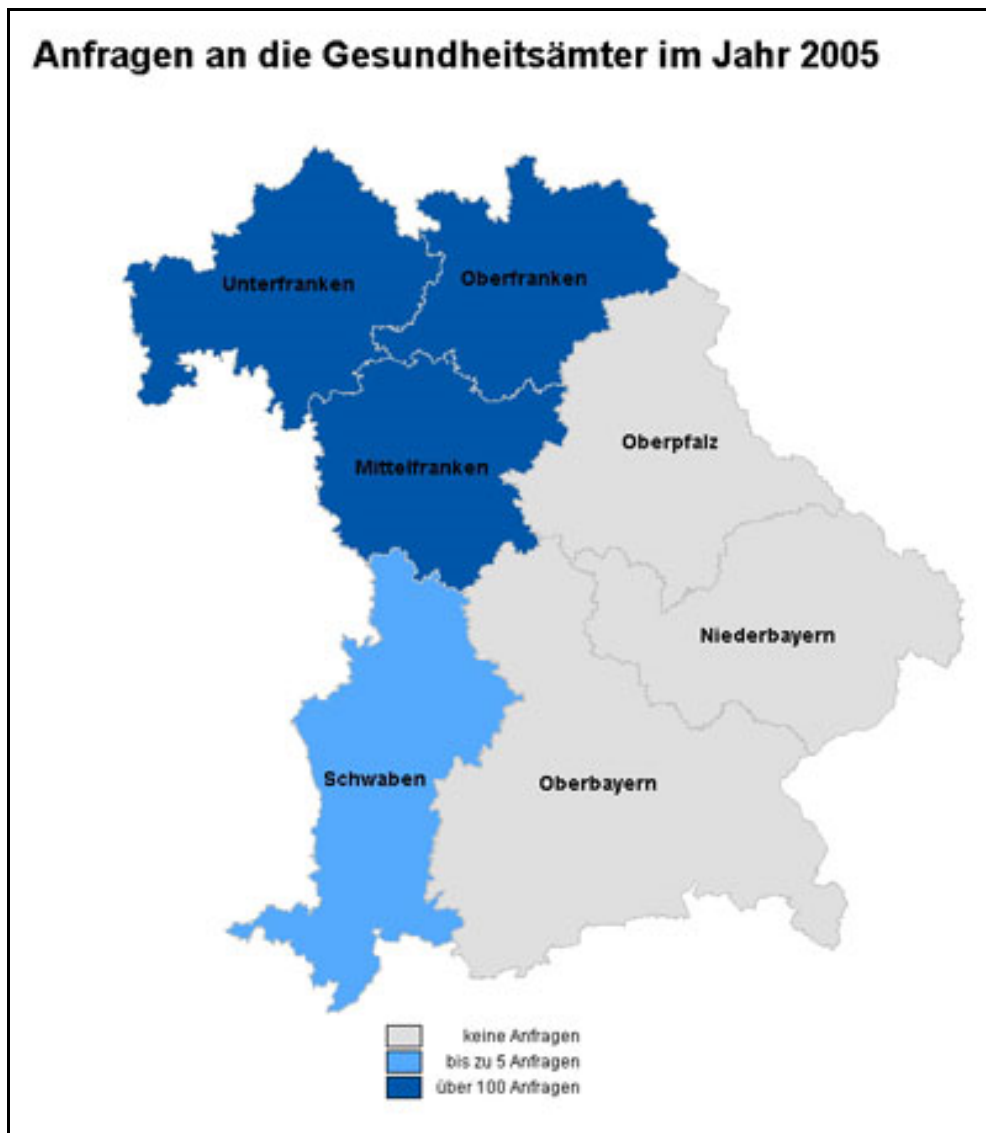 Anfragen an die Gesundheitsämter im Jahr 2005
Unterfranken
Oberfranken
Oberpfalz
Mittelfranken
Niederbayern
Schwaben
Oberbayern
keine Anfragen
bis zu 5 Anfragen
über 100 Anfragen